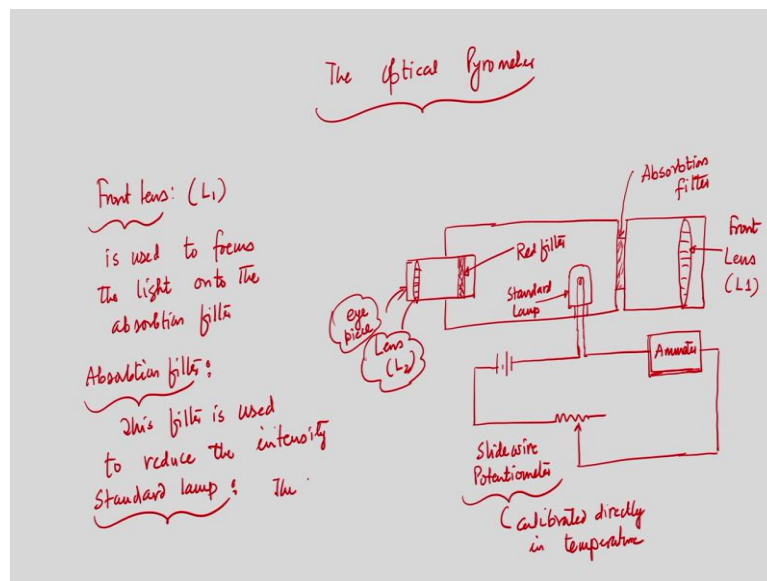 The Optical Pyrometer
Front lens: (L1)
is used to focus
the light onto the
absorbtion filter
Absorbtion filter:
This filter is used
to reduce the intensity
Standard lamp: The
Absorbtion
filter
Front
Lens
(L1)
Red filter
Standard
lamp
eye
piece
Lens
(L2)
Ammeter
Slide wire
Potentiometer
(calibrated directly
in temperature